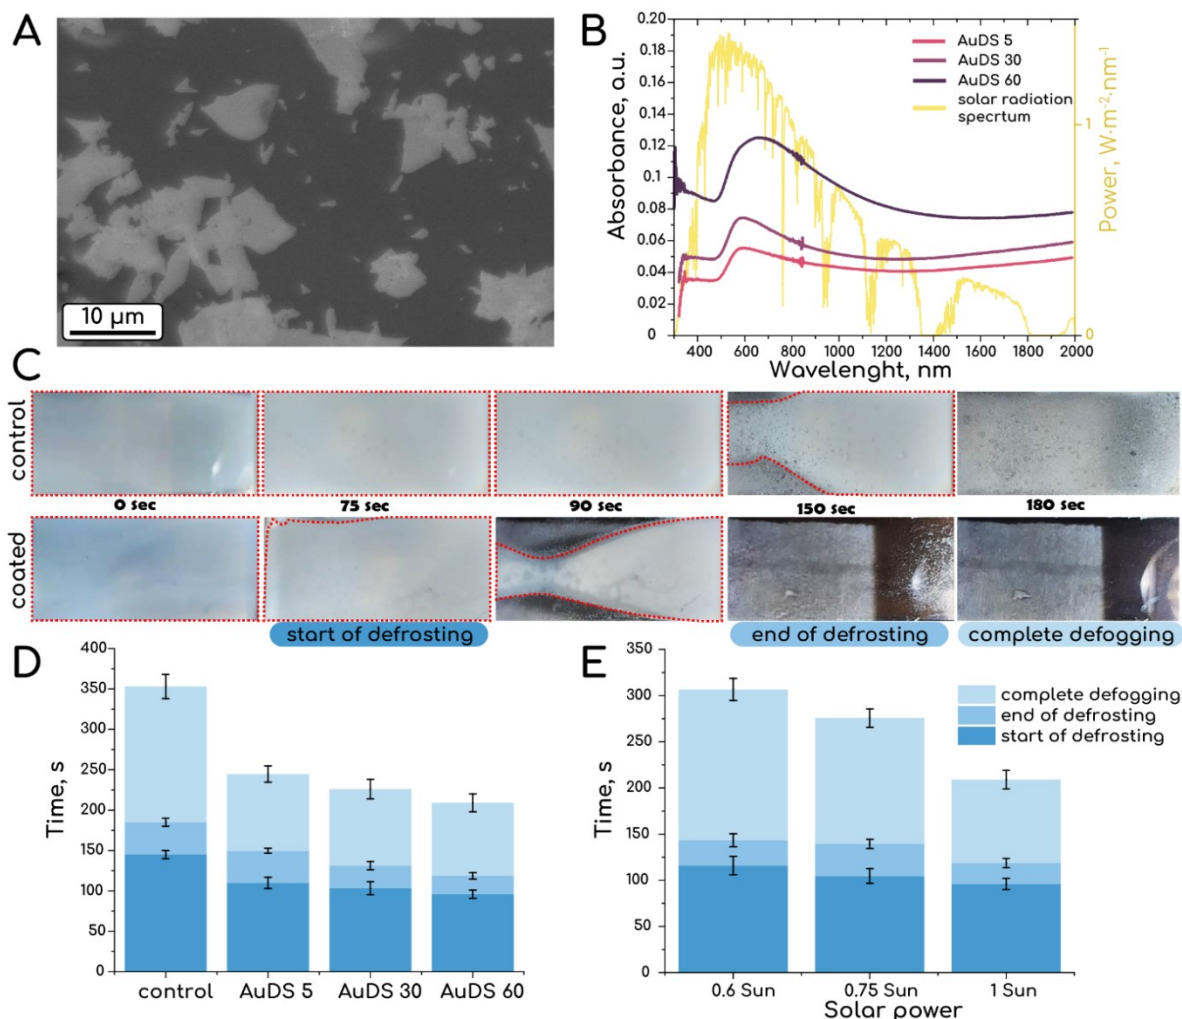 A
10 µm
B
Absorbance, a.u.
0.20
0.18
0.16
0.14
0.12
0.1
0.08
0.06
0.04
0.02
0
AuDS 5
AuDS 30
AuDS 60
solar radiation
specrtum
1
0
Power, W·m⁻²·nm⁻¹
400 600 800 1000 1200 1400 1600 1800 2000
Wavelenght, nm
C
control
0 sec 75 sec 90 sec 150 sec 180 sec
coated
start of defrosting end of defrosting complete defogging
D
Time, s
400
350
300
250
200
150
100
50
0
control AuDS 5 AuDS 30 AuDS 60
E
Time, s
350
300
250
200
150
100
50
0
complete defogging
end of defrosting
start of defrosting
0.6 Sun 0.75 Sun 1 Sun
Solar power